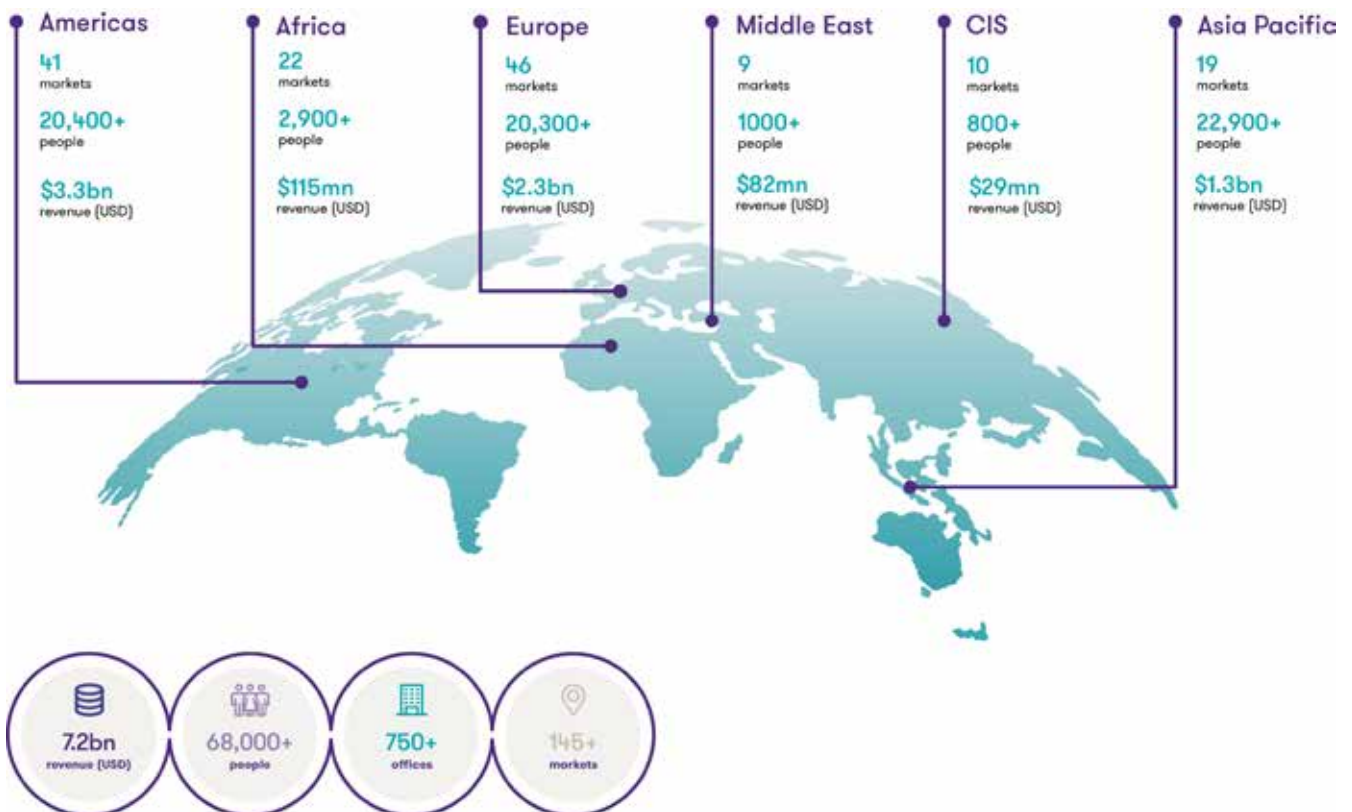 Americas
41
markets
20,400+
people
$3.3bn
revenue (USD)
Africa
22
markets
2,900+
people
$115mn
revenue (USD)
Europe
46
markets
20,300+
people
$2.3bn
revenue (USD)
Middle East
9
markets
1000+
people
$82mn
revenue (USD)
CIS
10
markets
800+
people
$29mn
revenue (USD)
Asia Pacific
19
markets
22,900+
people
$1.3bn
revenue (USD)
7.2bn
revenue (USD)
68,000+
people
750+
offices
145+
markets